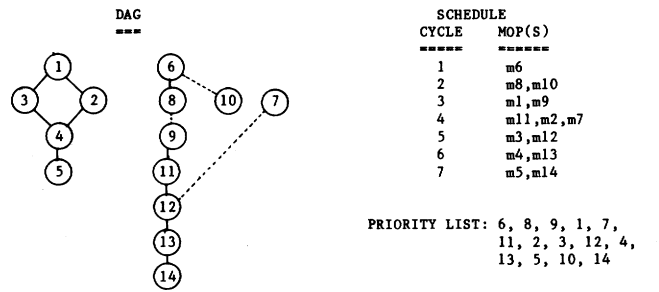 DAG
===
1
3
2
4
5
6
8
10
7
9
11
12
13
14
SCHEDULE
CYCLE MOP(S)
===== ======
1 m6
2 m8,m10
3 m1,m9
4 m11,m2,m7
5 m3,m12
6 m4,m13
7 m5,m14
PRIORITY LIST: 6, 8, 9, 1, 7,
11, 2, 3, 12, 4,
13, 5, 10, 14